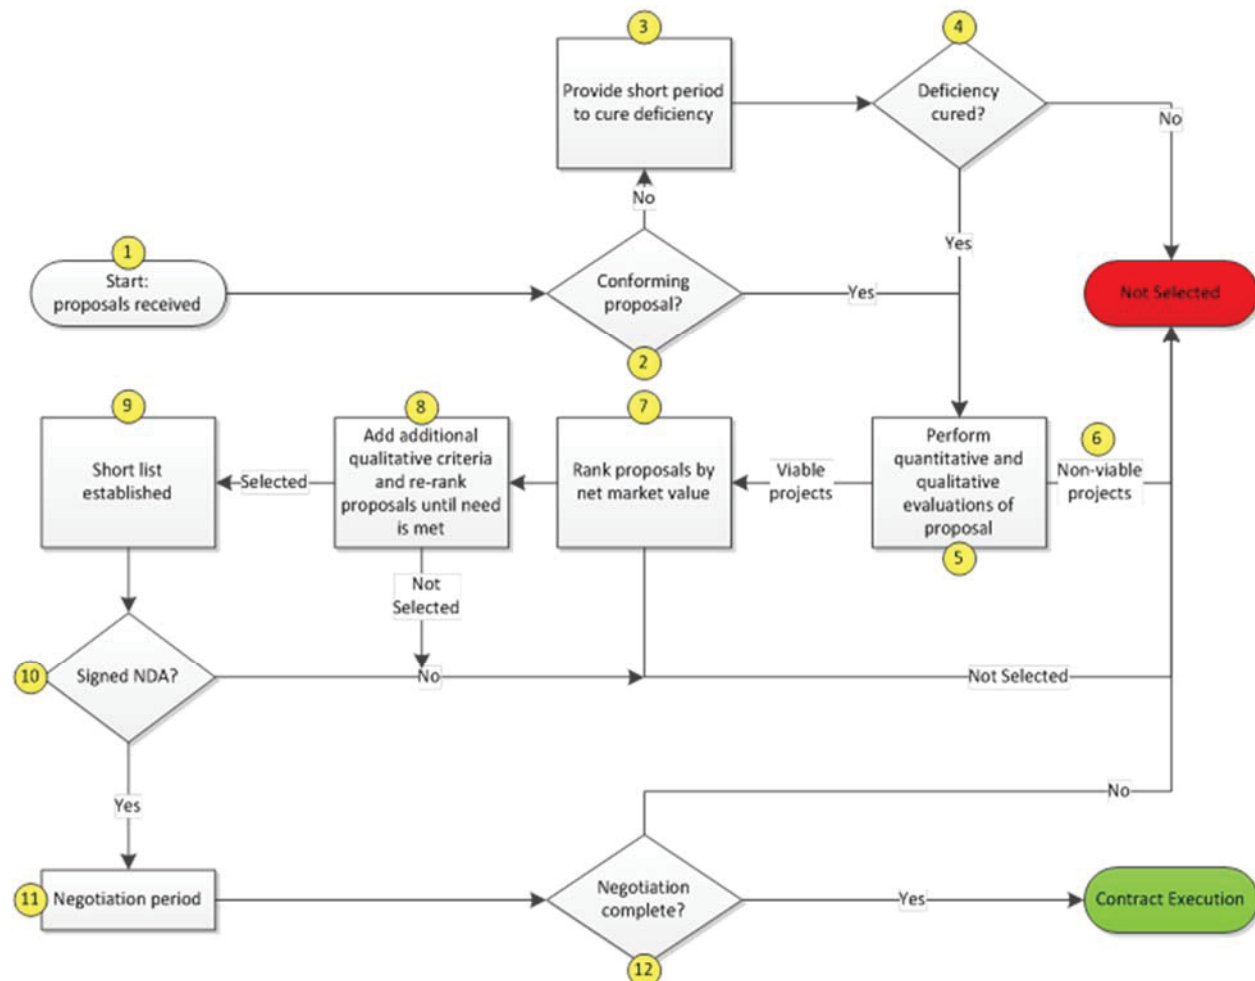 3
4
Provide short period
to cure deficiency
Deficiency
cured?
No
No
1
Start:
proposals received
Conforming
proposal?
Yes
Yes
Not Selected
2
9
8
7
6
Short list
established
Selected
Add additional
qualitative criteria
and re-rank
proposals until need
is met
Rank proposals by
net market value
Viable
projects
Perform
quantitative and
qualitative
evaluations of
proposal
Non-viable
projects
5
Not
Selected
10
Signed NDA?
No
Not Selected
Yes
No
11
Negotiation period
Negotiation
complete?
Yes
Contract Execution
12